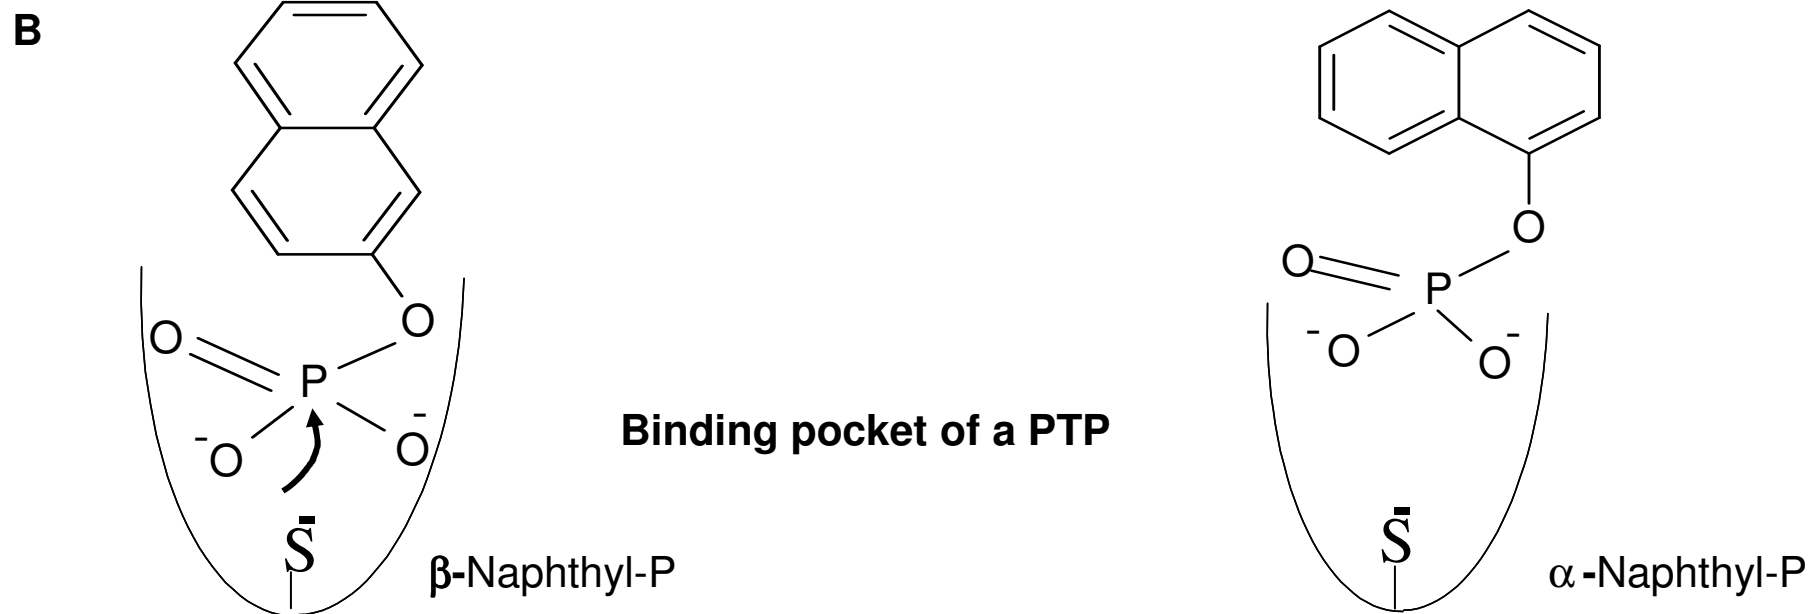 B
O
O
P
-O
O-
S-
β-Naphthyl-P
Binding pocket of a PTP
O
O
P
-O
O-
S-
α-Naphthyl-P